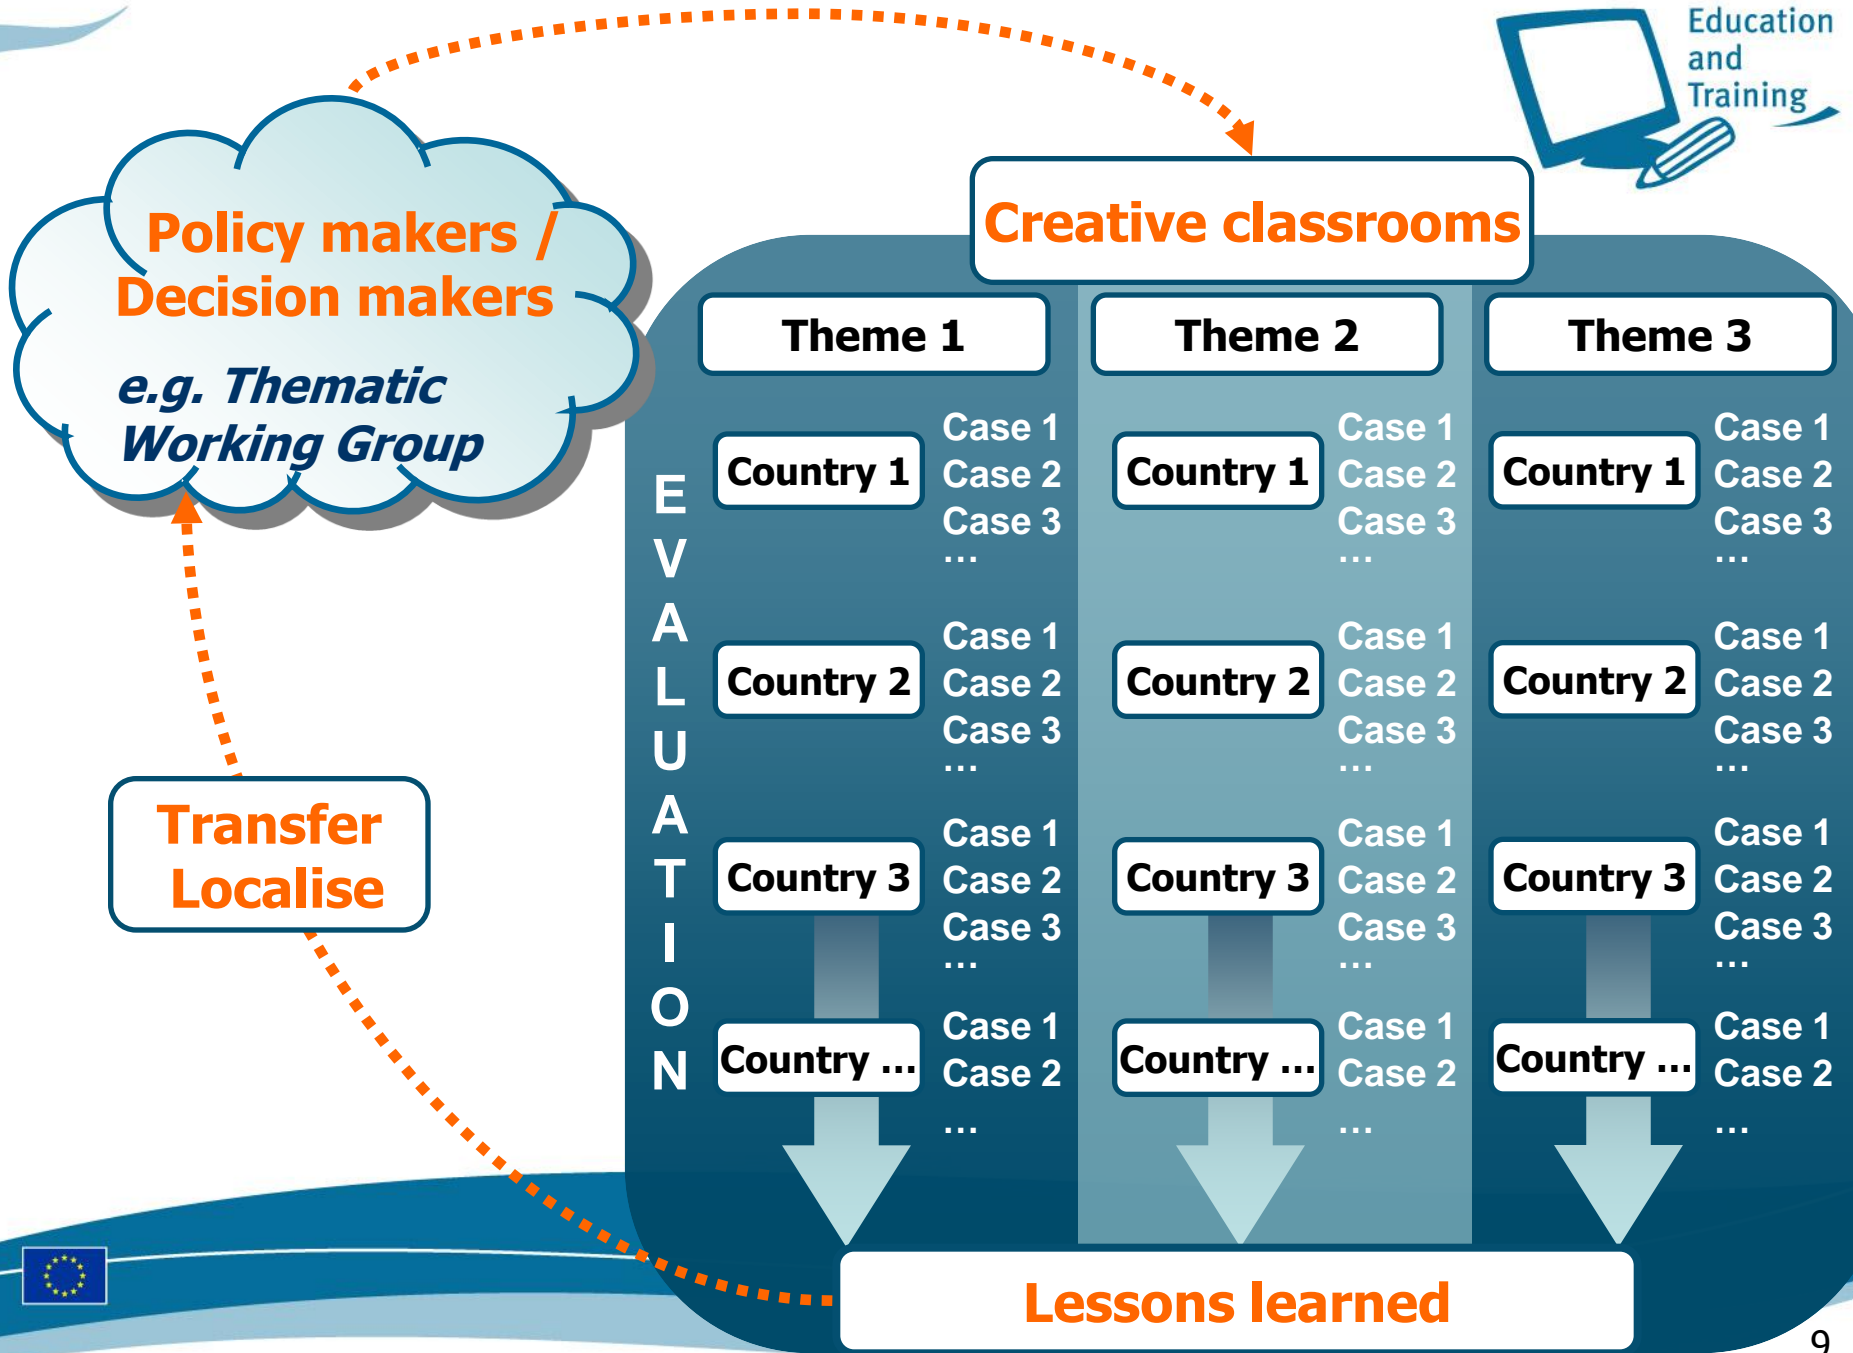 Education
and
Training
Policy makers /
Decision makers
e.g. Thematic
Working Group
Creative classrooms
Theme 1
Theme 2
Theme 3
EVALUATION
Country 1
Case 1
Case 2
Case 3
...
Country 2
Case 1
Case 2
Case 3
...
Country 3
Case 1
Case 2
Case 3
...
Country ...
Case 1
Case 2
...
Country 1
Case 1
Case 2
Case 3
...
Country 2
Case 1
Case 2
Case 3
...
Country 3
Case 1
Case 2
Case 3
...
Country ...
Case 1
Case 2
...
Country 1
Case 1
Case 2
Case 3
...
Country 2
Case 1
Case 2
Case 3
...
Country 3
Case 1
Case 2
Case 3
...
Country ...
Case 1
Case 2
...
Transfer
Localise
Lessons learned
9